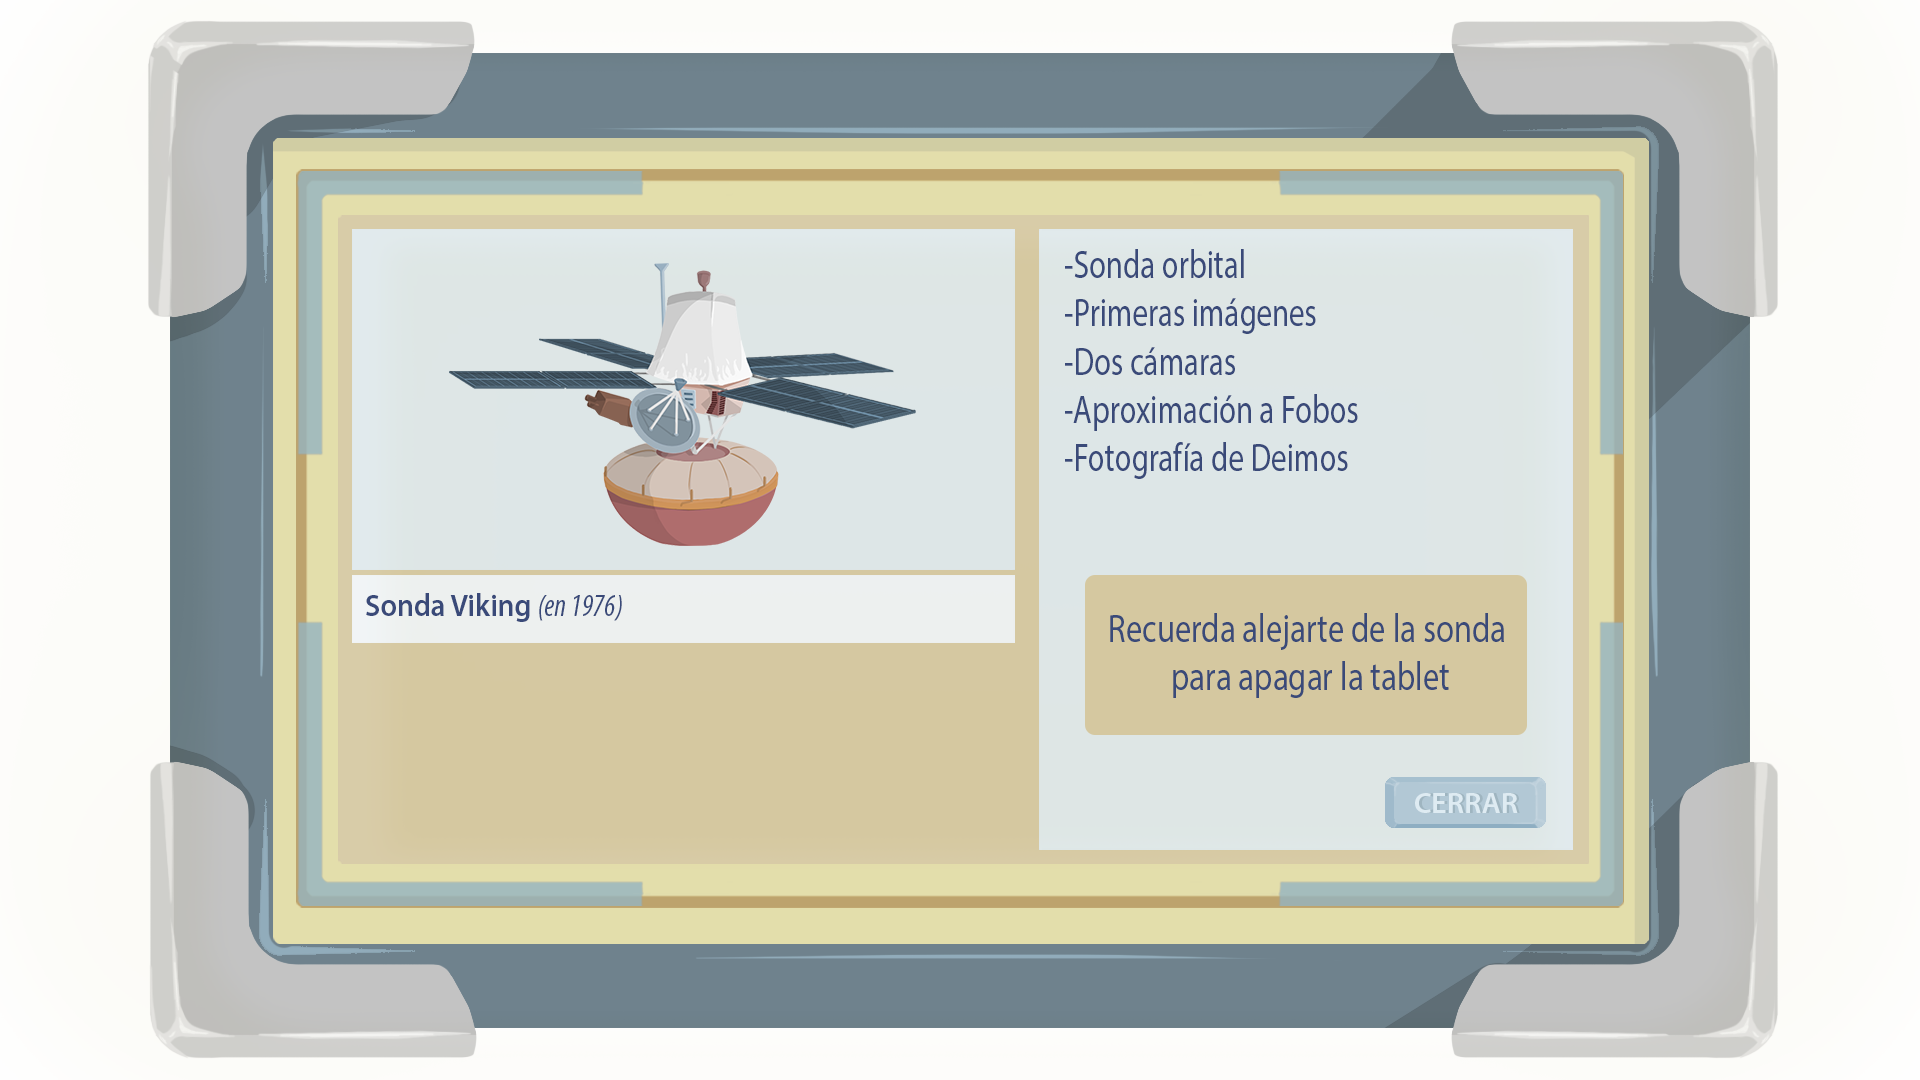 Sonda Viking (en 1976)
-Sonda orbital
-Primeras imágenes
-Dos cámaras
-Aproximación a Fobos
-Fotografía de Deimos
Recuerda alejarte de la sonda
para apagar la tablet
CERRAR